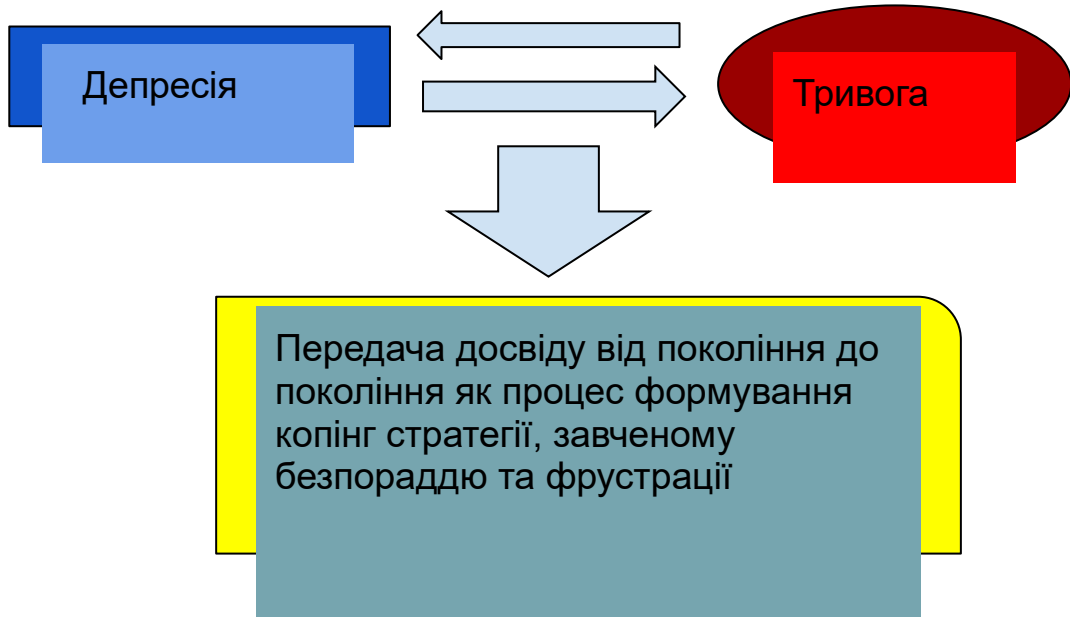 Депресія
Тривога
Передача досвіду від покоління до
покоління як процес формування
копінг стратегії, завченому
безпораддю та фрустрації